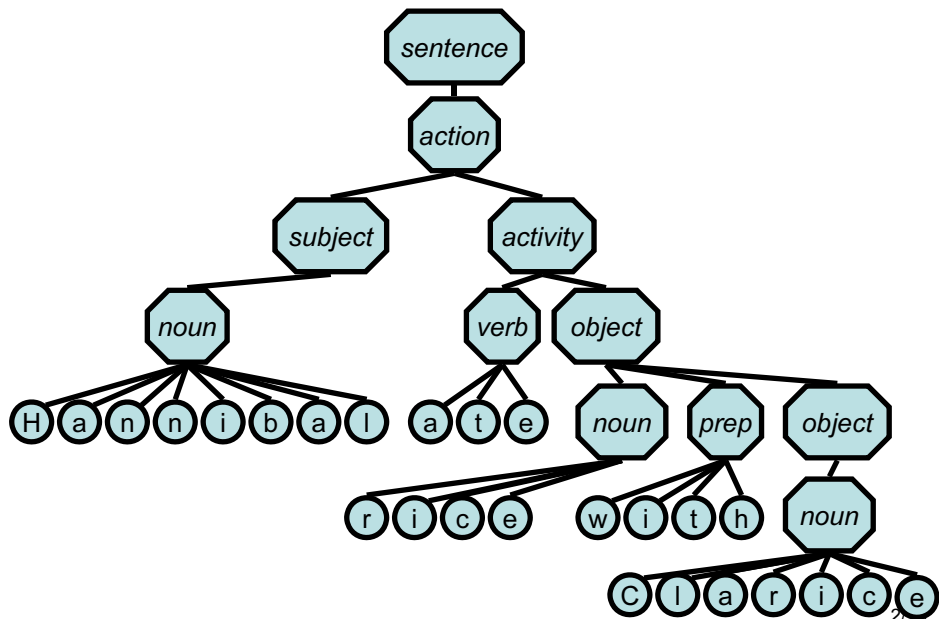 sentence
action
subject activity
noun verb object
H a n n i b a l a t e noun prep object
r i c e w i t h noun
C l a r i c e